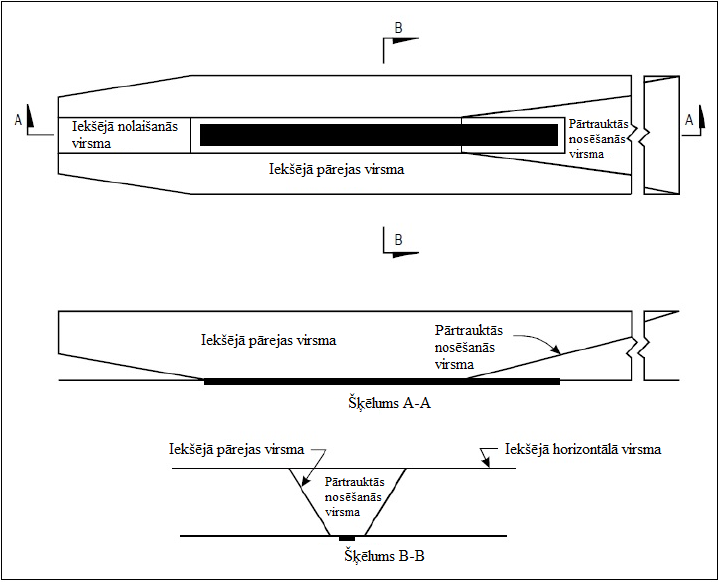 B
A
A
Iekšējā nolaišanās
virsma
Pārtrauktās
nosēšanās
virsma
Iekšējā pārejas virsma
B
Iekšējā pārejas virsma
Pārtrauktās
nosēšanās
virsma
Šķēlums A-A
Iekšējā pārejas virsma
Iekšējā horizontālā virsma
Pārtrauktās
nosēšanās
virsma
Šķēlums B-B